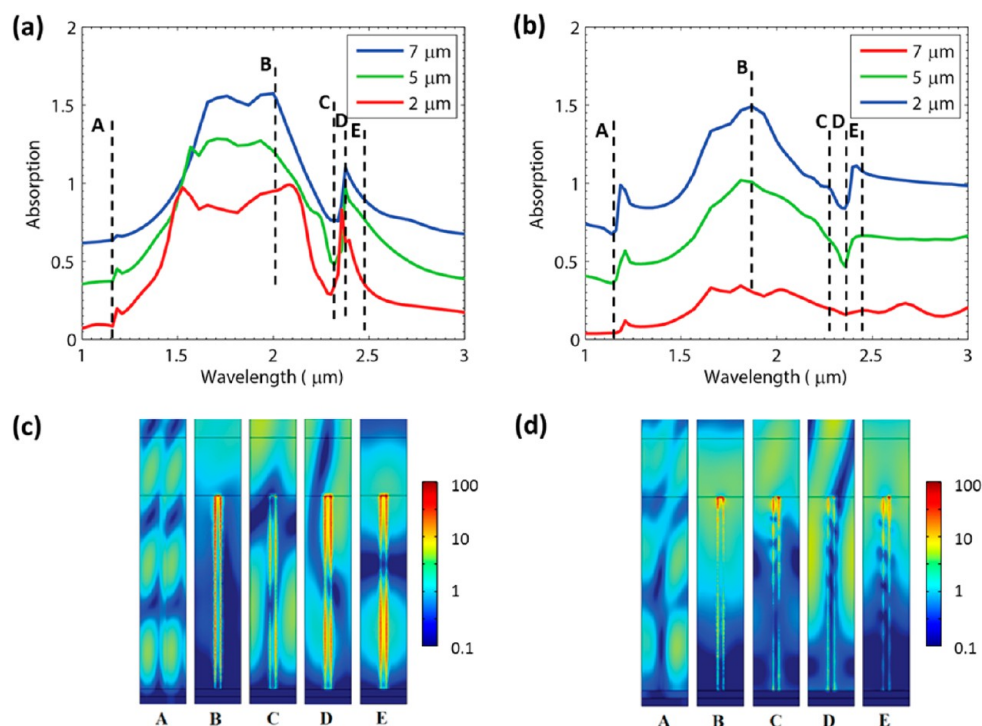 (a)
2
1.5
1
0.5
0
Absorption
A
B
C
D
E
7 μm
5 μm
2 μm
1
1.5
2
2.5
3
Wavelength ( μm)
(b)
2
1.5
1
0.5
0
Absorption
A
B
C
D
E
7 μm
5 μm
2 μm
1
1.5
2
2.5
3
Wavelength ( μm)
(c)
100
10
1
0.1
A B C D E
(d)
100
10
1
0.1
A B C D E